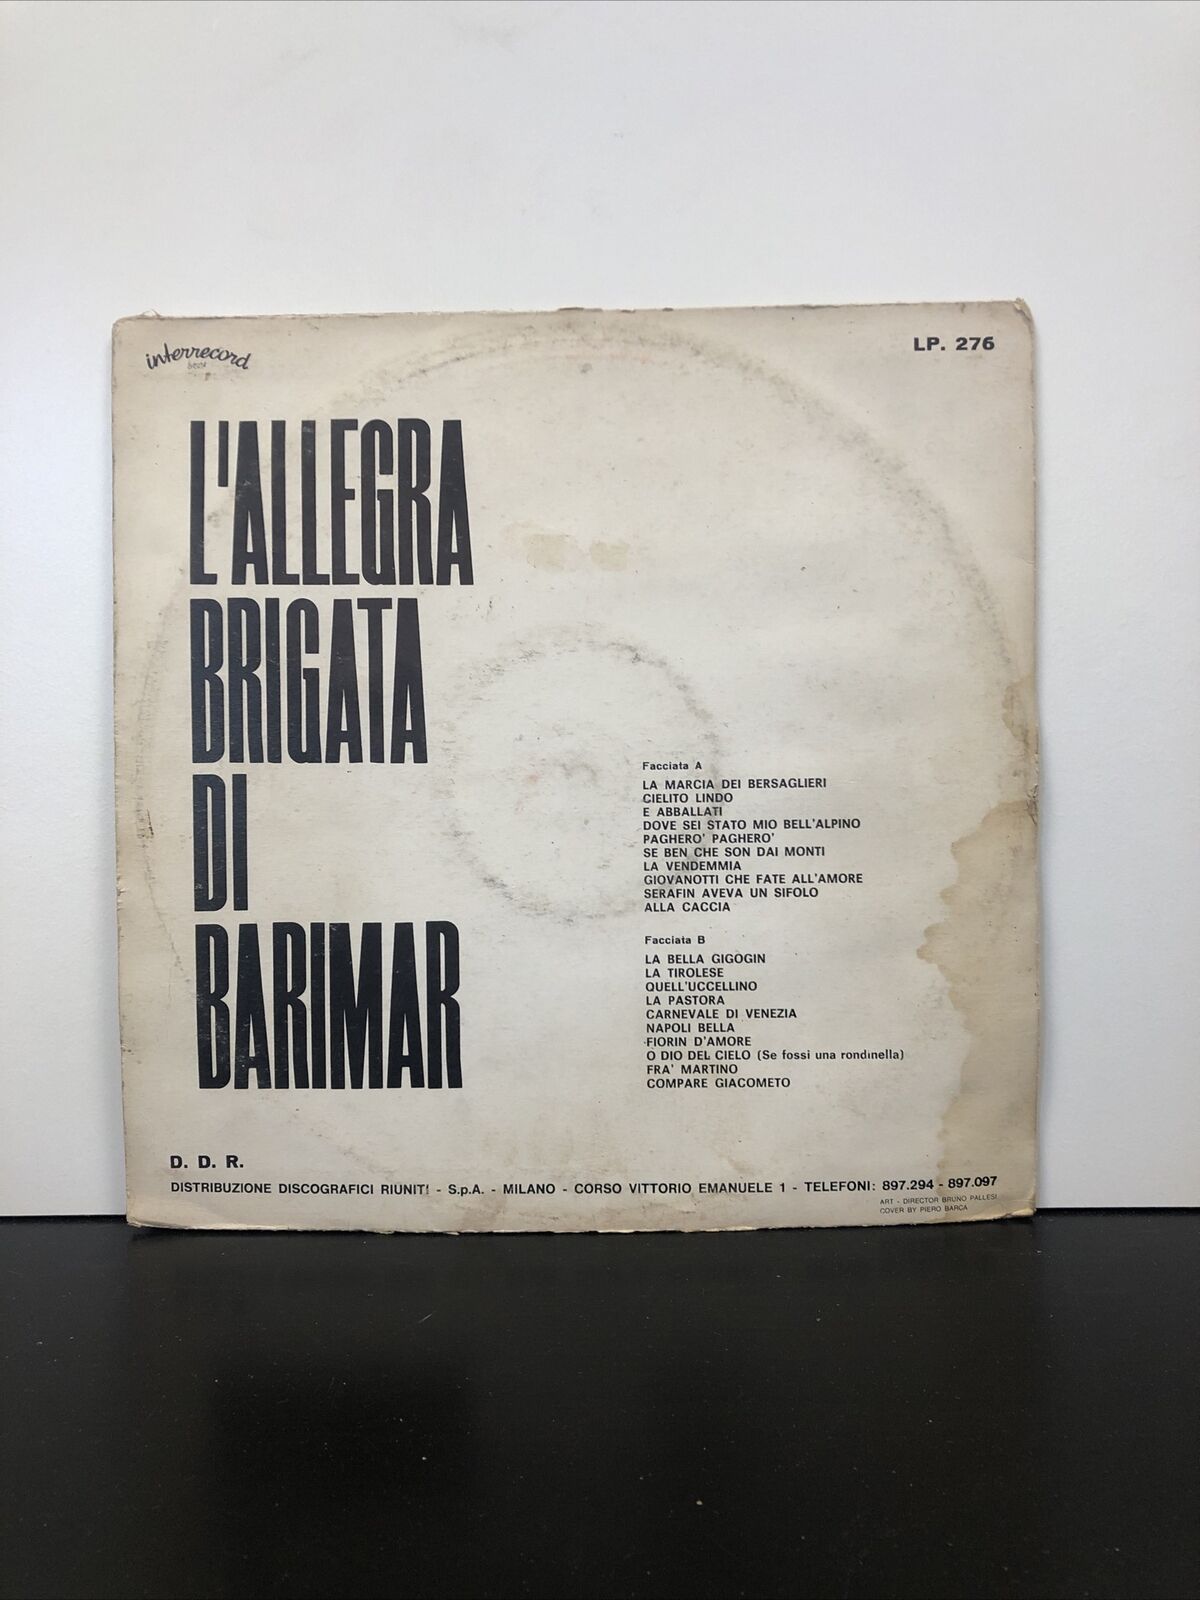 interrecord
LP. 276
L'ALLEGRA
BRIGATA
DI
BARIMAR
Facciata A
LA MARCIA DEI BERSAGLIERI
CIELITO LINDO
E ABBALLATI
DOVE SEI STATO MIO BELL'ALPINO
PAGHERO' PAGHERO'
SE BEN CHE SON DAI MONTI
LA VENDEMMIA
GIOVANOTTI CHE FATE ALL'AMORE
SERAFIN AVEVA UN SIFOLO
ALLA CACCIA
Facciata B
LA BELLA GIGOGIN
LA TIROLESE
QUELL'UCCELLINO
LA PASTORA
CARNEVALE DI VENEZIA
NAPOLI BELLA
FIORIN D'AMORE
O DIO DEL CIELO (Se fossi una rondinella)
FRA' MARTINO
COMPARE GIACOMETO
D. D. R.
DISTRIBUZIONE DISCOGRAFICI RIUNITI - S.p.A. - MILANO - CORSO VITTORIO EMANUELE 1 - TELEFONI: 897.294 - 897.097
ART - DIRECTOR BRUNO PALLESI
COVER BY PIERO BARCA